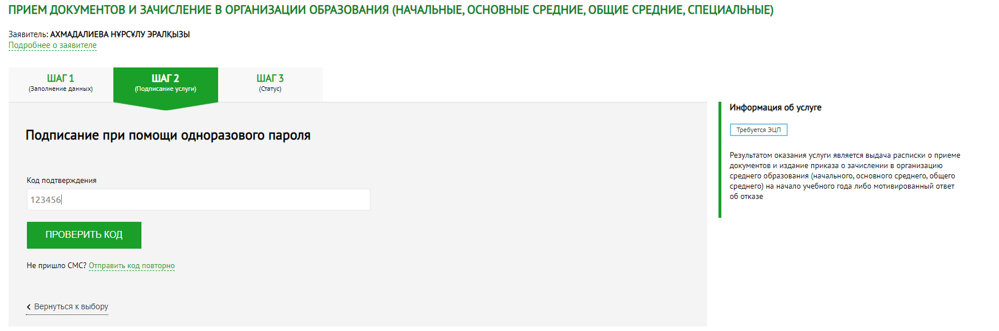 ПРИЕМ ДОКУМЕНТОВ И ЗАЧИСЛЕНИЕ В ОРГАНИЗАЦИИ ОБРАЗОВАНИЯ (НАЧАЛЬНЫЕ, ОСНОВНЫЕ СРЕДНИЕ, ОБЩИЕ СРЕДНИЕ, СПЕЦИАЛЬНЫЕ)
Заявитель: АХМАДАЛИЕВА НҰРСҰЛУ ЭРАЛҚЫЗЫ
Подробнее о заявителе
ШАГ 1
(Заполнение данных)
ШАГ 2
(Подписание услуги)
ШАГ 3
(Статус)
Подписание при помощи одноразового пароля
Код подтверждения
123456
ПРОВЕРИТЬ КОД
Не пришло СМС? Отправить код повторно
Вернуться к выбору
Информация об услуге
Требуется ЭЦП
Результатом оказания услуги является выдача расписки о приеме
документов и издание приказа о зачислении в организацию
среднего образования (начального, основного среднего, общего
среднего) на начало учебного года либо мотивированный ответ
об отказе